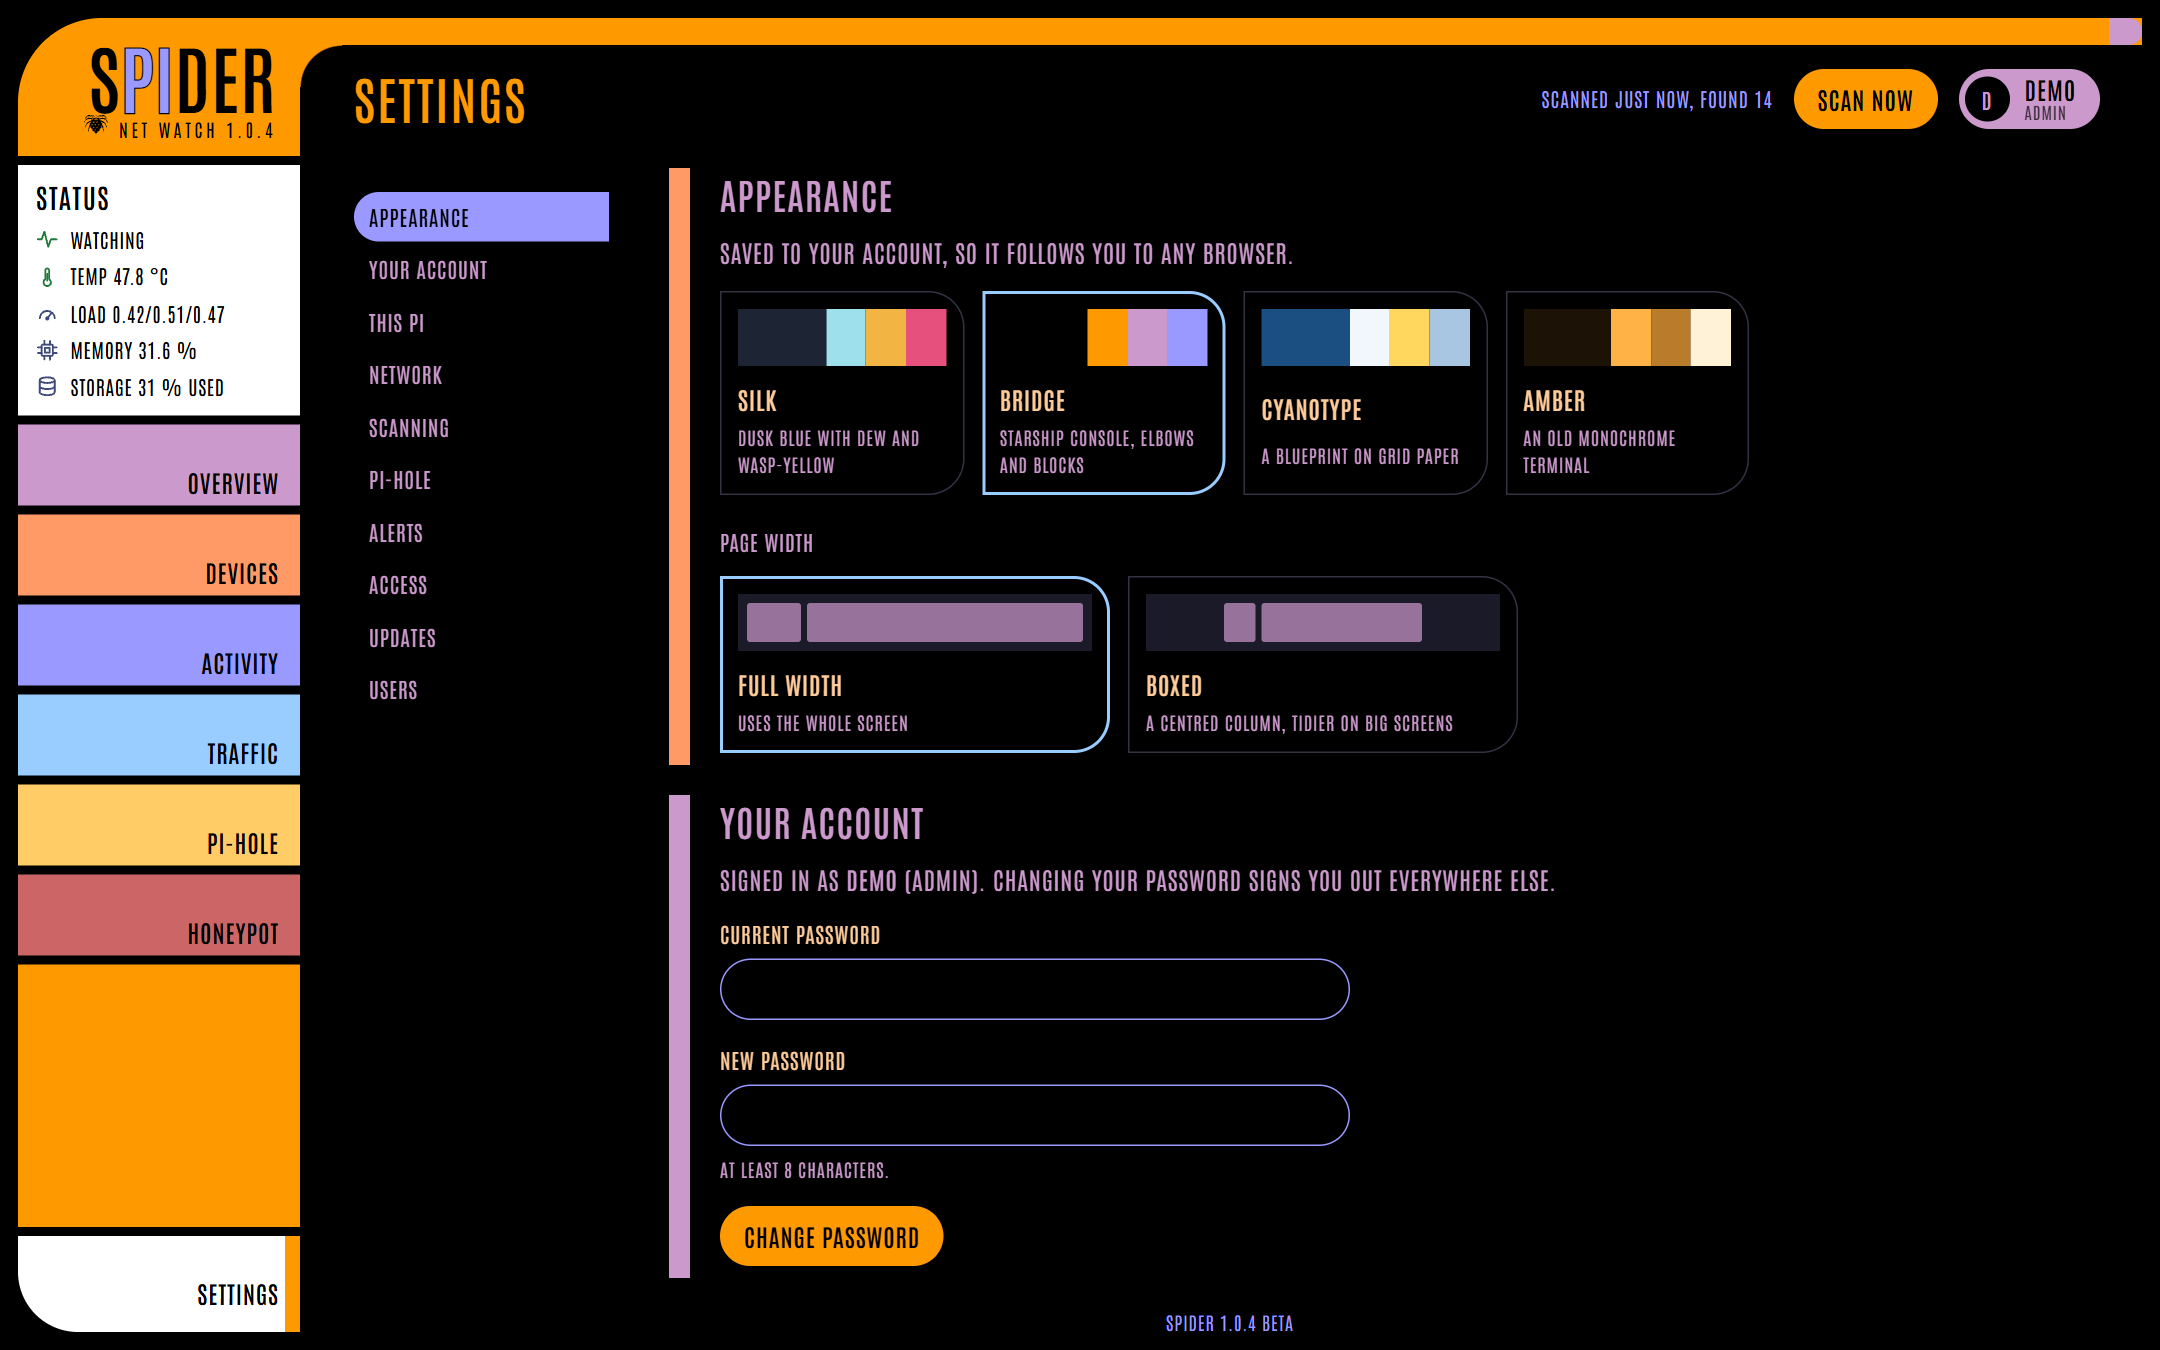 SPIDER
NET WATCH 1.0.4
SETTINGS
SCANNED JUST NOW, FOUND 14
SCAN NOW
D
DEMO
ADMIN
STATUS
WATCHING
TEMP 47.8 °C
LOAD 0.42/0.51/0.47
MEMORY 31.6 %
STORAGE 31 % USED
OVERVIEW
DEVICES
ACTIVITY
TRAFFIC
PI-HOLE
HONEYPOT
SETTINGS
APPEARANCE
YOUR ACCOUNT
THIS PI
NETWORK
SCANNING
PI-HOLE
ALERTS
ACCESS
UPDATES
USERS
APPEARANCE
SAVED TO YOUR ACCOUNT, SO IT FOLLOWS YOU TO ANY BROWSER.
SILK
DUSK BLUE WITH DEW AND
WASP-YELLOW
BRIDGE
STARSHIP CONSOLE, ELBOWS
AND BLOCKS
CYANOTYPE
A BLUEPRINT ON GRID PAPER
AMBER
AN OLD MONOCHROME
TERMINAL
PAGE WIDTH
FULL WIDTH
USES THE WHOLE SCREEN
BOXED
A CENTRED COLUMN, TIDIER ON BIG SCREENS
YOUR ACCOUNT
SIGNED IN AS DEMO (ADMIN). CHANGING YOUR PASSWORD SIGNS YOU OUT EVERYWHERE ELSE.
CURRENT PASSWORD
NEW PASSWORD
AT LEAST 8 CHARACTERS.
CHANGE PASSWORD
SPIDER 1.0.4 BETA